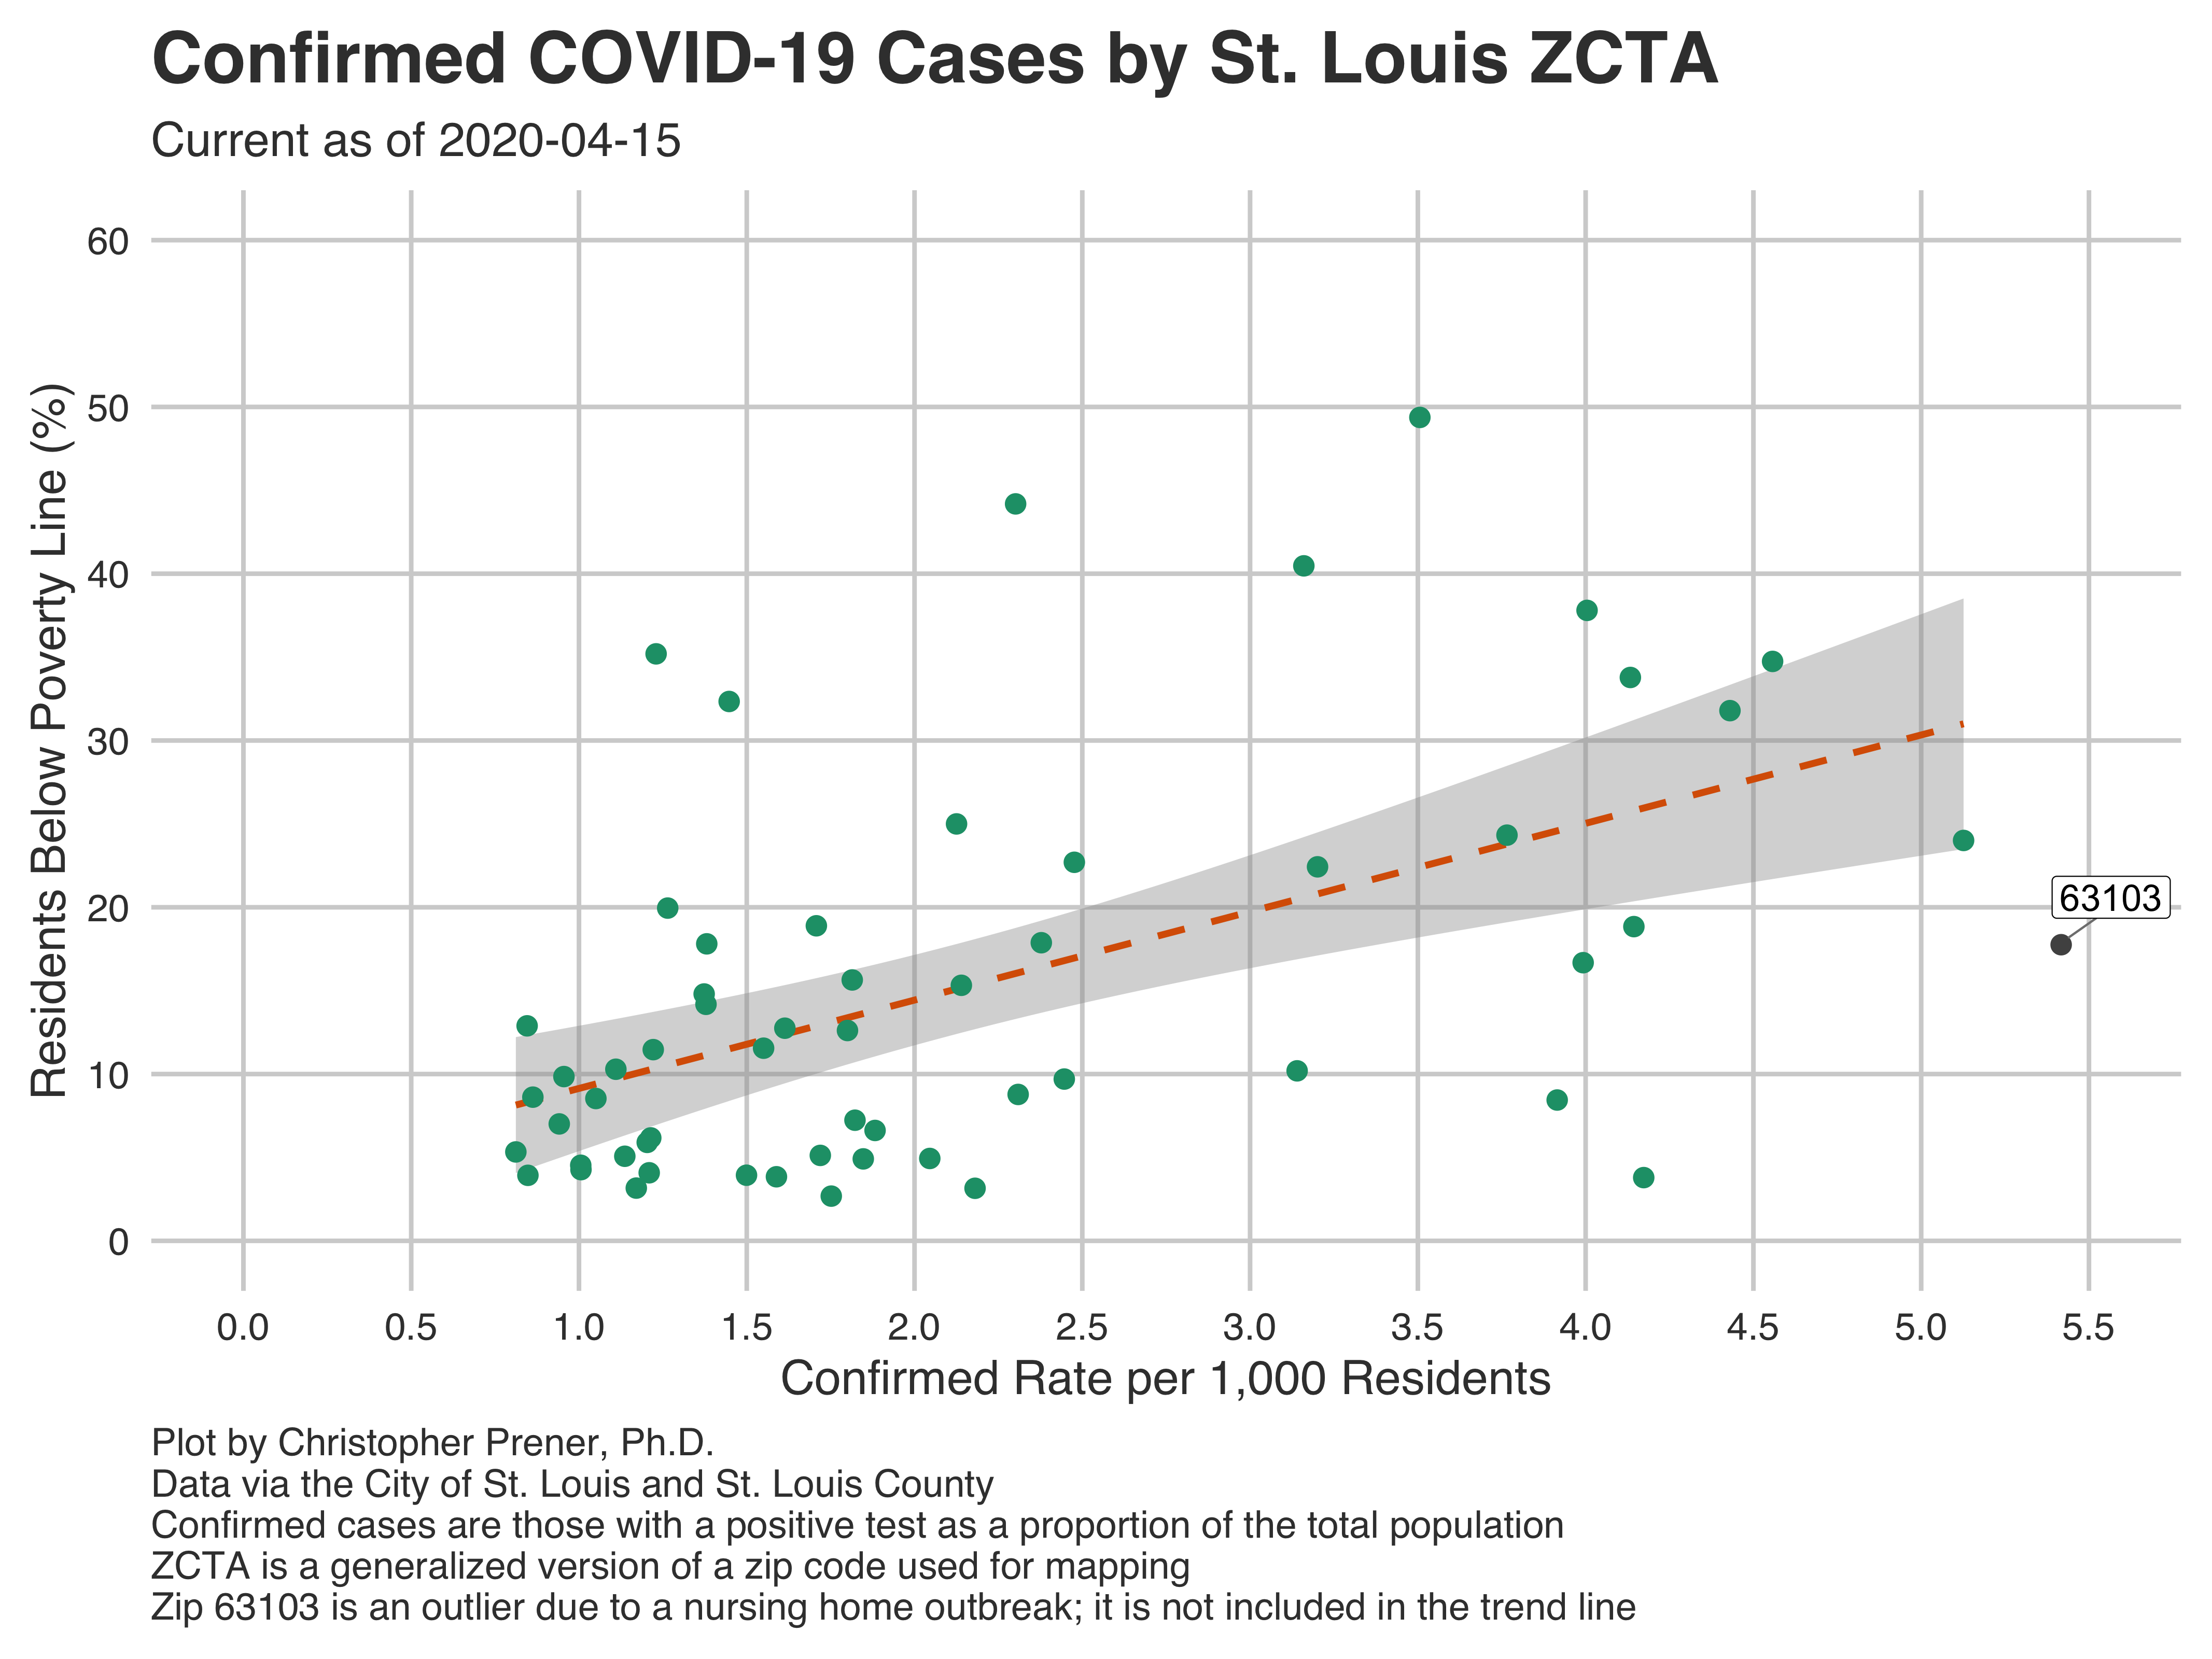 Confirmed COVID-19 Cases by St. Louis ZCTA
Current as of 2020-04-15
Residents Below Poverty Line (%)
60
50
40
30
20
10
0
63103
0.0 0.5 1.0 1.5 2.0 2.5 3.0 3.5 4.0 4.5 5.0 5.5
Confirmed Rate per 1,000 Residents
Plot by Christopher Prener, Ph.D.
Data via the City of St. Louis and St. Louis County
Confirmed cases are those with a positive test as a proportion of the total population
ZCTA is a generalized version of a zip code used for mapping
Zip 63103 is an outlier due to a nursing home outbreak; it is not included in the trend line